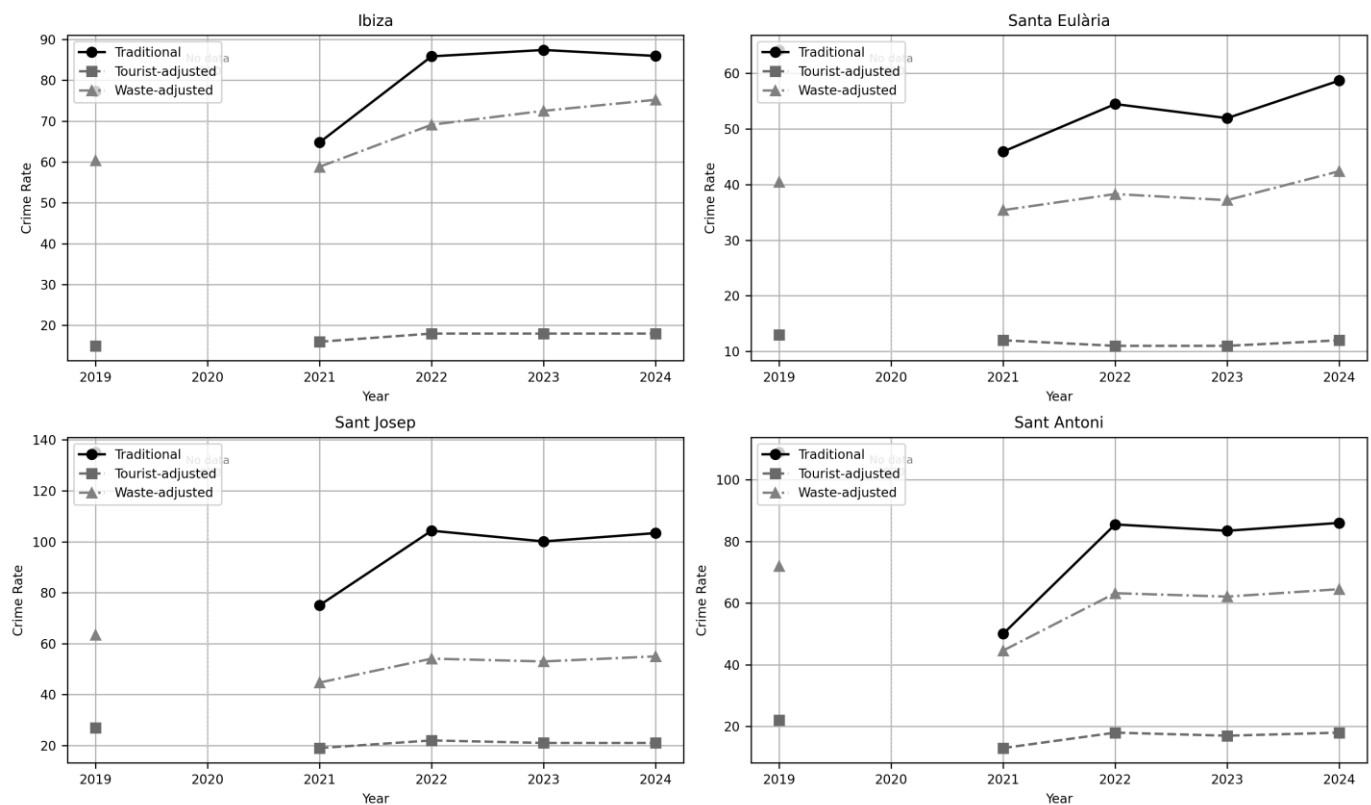 Ibiza
Traditional
Tourist-adjusted
Waste-adjusted
No data
90
80
70
60
50
40
30
20
Crime Rate
2019 2020 2021 2022 2023 2024
Year
Santa Eulària
Traditional
Tourist-adjusted
Waste-adjusted
No data
60
50
40
30
20
10
Crime Rate
2019 2020 2021 2022 2023 2024
Year
Sant Josep
Traditional
Tourist-adjusted
Waste-adjusted
No data
140
120
100
80
60
40
20
Crime Rate
2019 2020 2021 2022 2023 2024
Year
Sant Antoni
Traditional
Tourist-adjusted
Waste-adjusted
No data
100
80
60
40
20
Crime Rate
2019 2020 2021 2022 2023 2024
Year